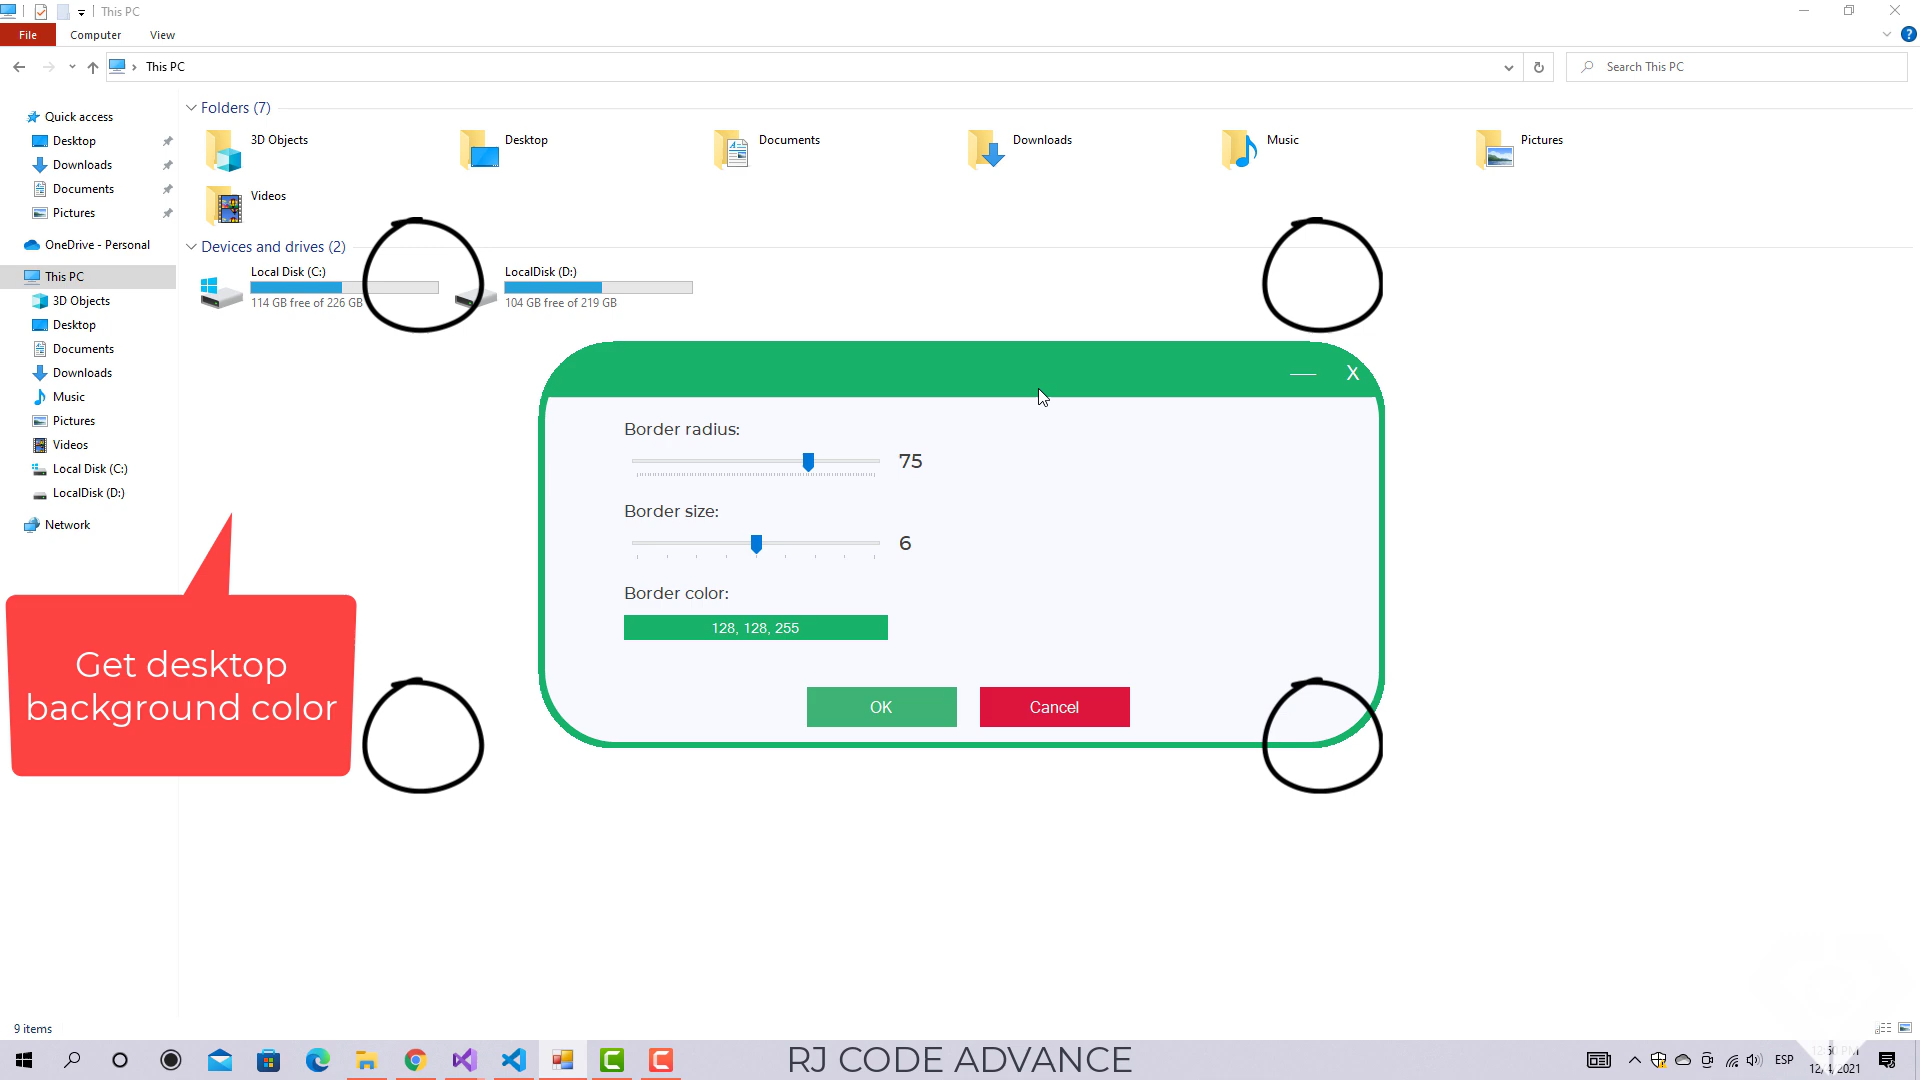 This PC
File
Computer
View
?
This PC
Search This PC
Quick access
Desktop
Downloads
Documents
Pictures
OneDrive - Personal
This PC
3D Objects
Desktop
Documents
Downloads
Music
Pictures
Videos
Local Disk (C:)
LocalDisk (D:)
Network
Folders (7)
3D Objects
Desktop
Documents
Downloads
Music
Pictures
Videos
Devices and drives (2)
Local Disk (C:)
114 GB free of 226 GB
LocalDisk (D:)
104 GB free of 219 GB
X
Border radius:
75
Border size:
6
Border color:
128, 128, 255
OK
Cancel
Get desktop
background color
9 items
RJ CODE ADVANCE
ESP